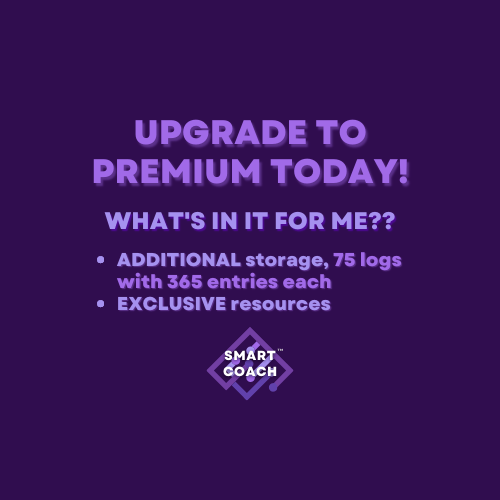 UPGRADE TO
PREMIUM TODAY!
WHAT'S IN IT FOR ME??
• ADDITIONAL storage, 75 logs
with 365 entries each
• EXCLUSIVE resources
SMART™
COACH